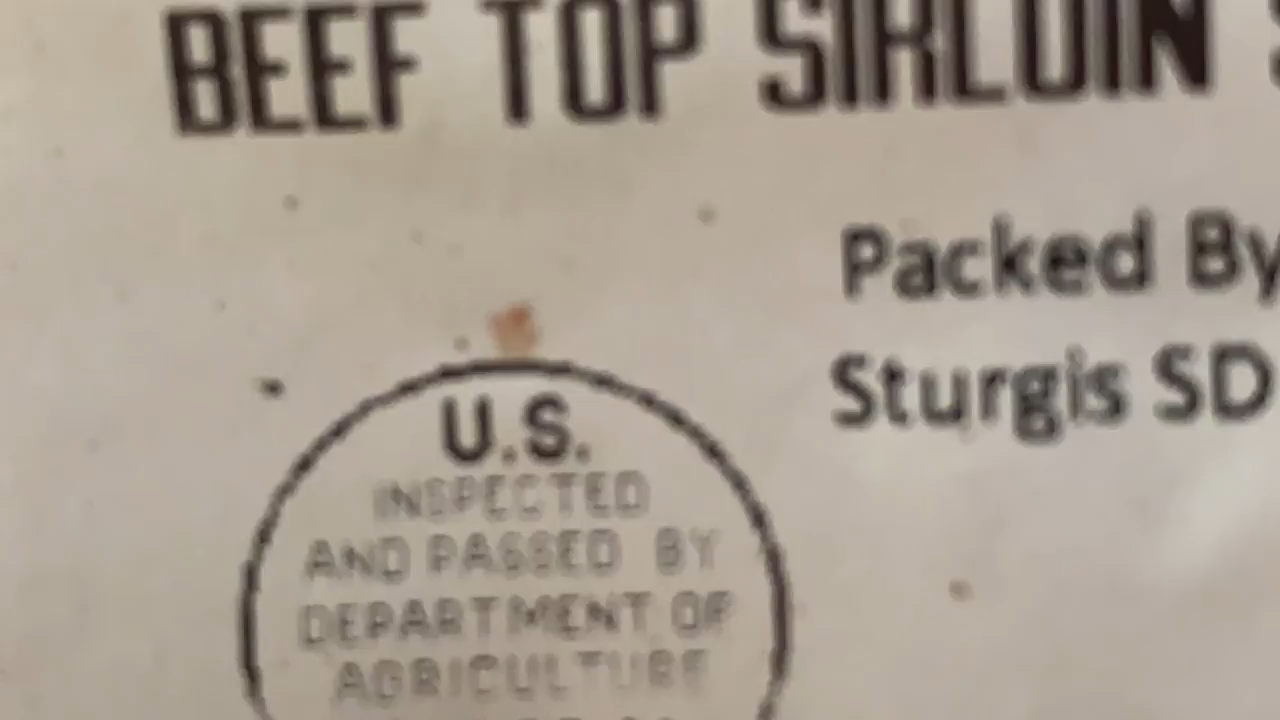 BEEF TOP SIRLOIN
Packed By
Sturgis SD
U.S.
INSPECTED
AND PASSED BY
DEPARTMENT OF
AGRICULTURE